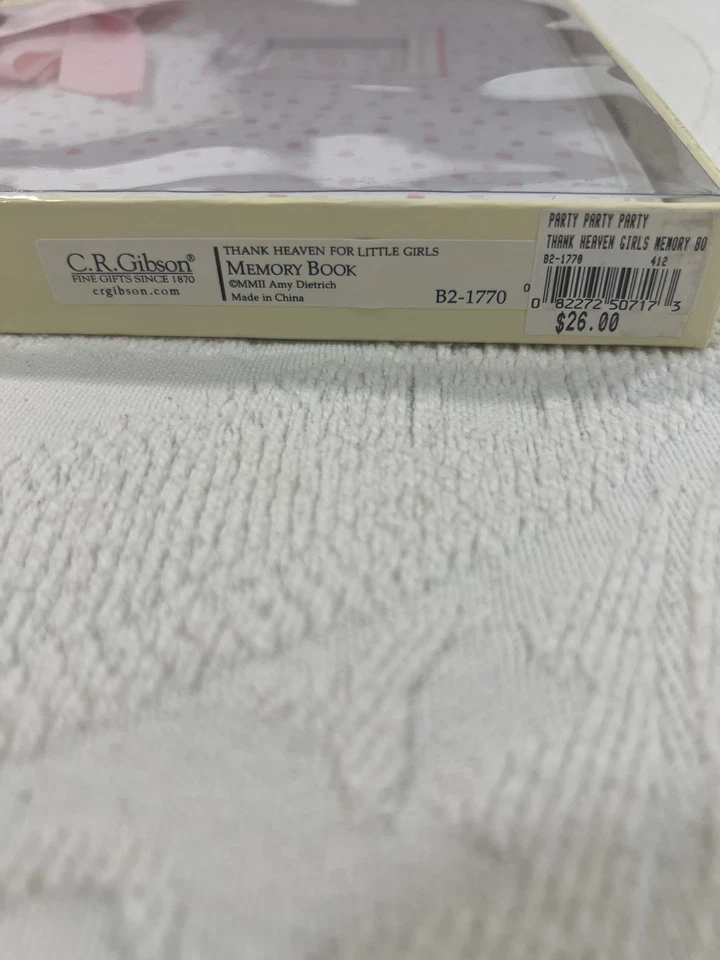 C.R.Gibson®
FINE GIFTS SINCE 1870
crgibson.com
THANK HEAVEN FOR LITTLE GIRLS
MEMORY BOOK
©MMII Amy Dietrich
Made in China
B2-1770
0
PARTY PARTY PARTY
THANK HEAVEN GIRLS MEMORY BO
B2-1770 412
0 82272 50717 3
$26.00